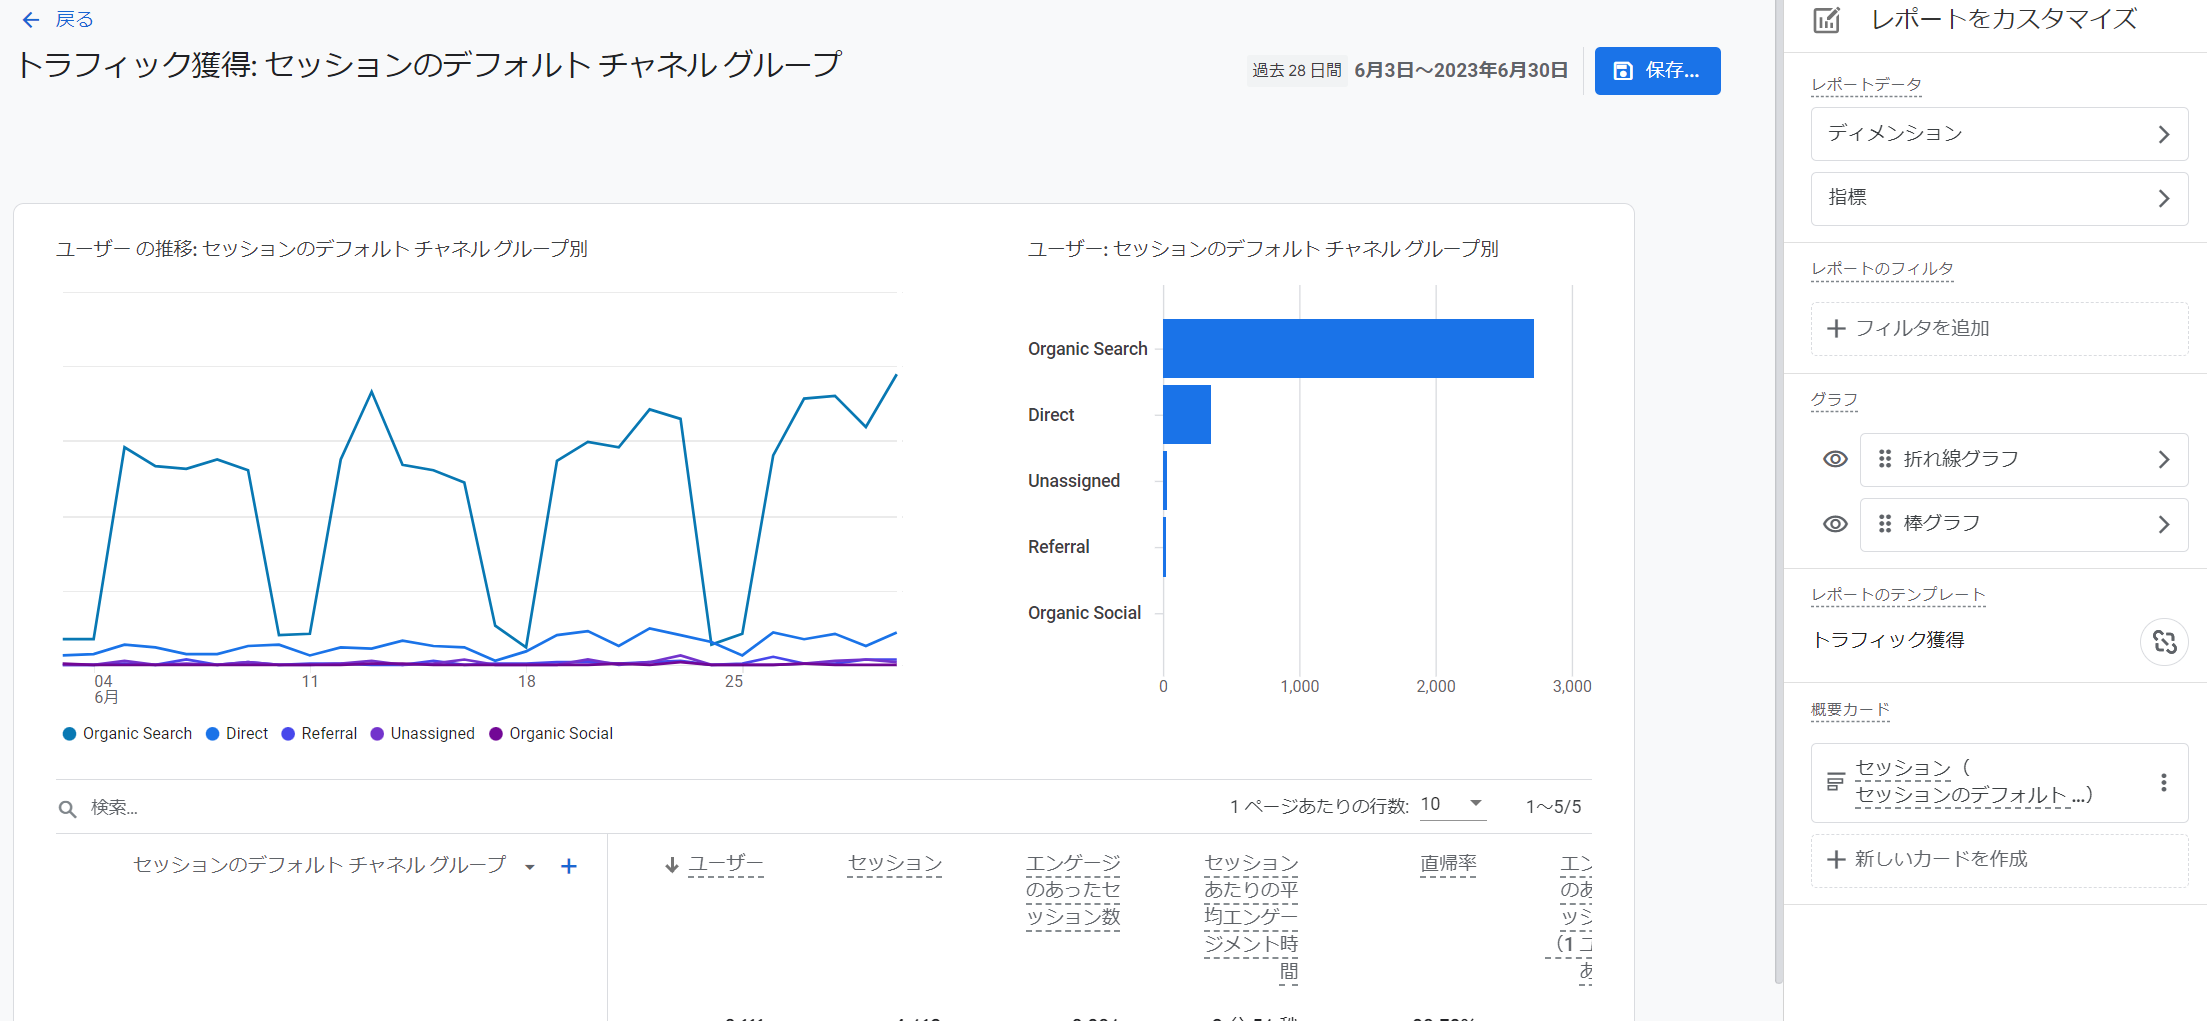 戻る
トラフィック獲得: セッションのデフォルト チャネル グループ
過去 28 日間 6月3日～2023年6月30日
保存...
ユーザー の推移: セッションのデフォルト チャネル グループ別
04
6月
11
18
25
Organic Search Direct Referral Unassigned Organic Social
ユーザー: セッションのデフォルト チャネル グループ別
Organic Search
Direct
Unassigned
Referral
Organic Social
0 1,000 2,000 3,000
検索...
1 ページあたりの行数: 10 1～5/5
セッションのデフォルト チャネル グループ
ユーザー
セッション
エンゲージ
のあったセ
ッション数
セッション
あたりの平
均エンゲー
ジメント時
間
直帰率
エン
のあ
ッシ
（1 ユ
あ
レポートをカスタマイズ
レポートデータ
ディメンション
指標
レポートのフィルタ
フィルタを追加
グラフ
折れ線グラフ
棒グラフ
レポートのテンプレート
トラフィック獲得
概要カード
セッション（
セッションのデフォルト ...）
新しいカードを作成